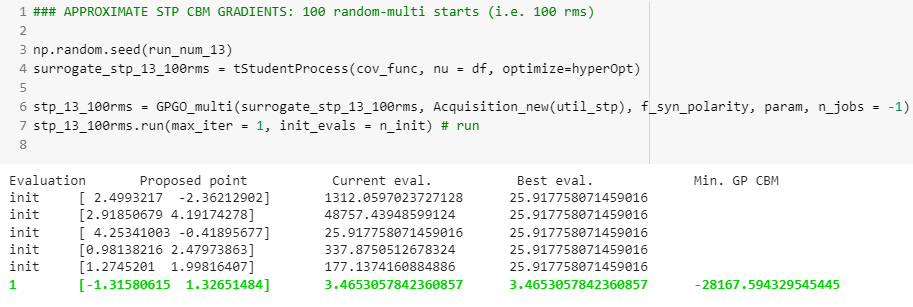 1 ### APPROXIMATE STP CBM GRADIENTS: 100 random-multi starts (i.e. 100 rms)
2
3 np.random.seed(run_num_13)
4 surrogate_stp_13_100rms = tStudentProcess(cov_func, nu = df, optimize=hyperOpt)
5
6 stp_13_100rms = GPGO_multi(surrogate_stp_13_100rms, Acquisition_new(util_stp), f_syn_polarity, param, n_jobs = -1)
7 stp_13_100rms.run(max_iter = 1, init_evals = n_init) # run
8
Evaluation Proposed point Current eval. Best eval. Min. GP CBM
init [ 2.4993217 -2.36212902] 1312.0597023727128 25.917758071459016
init [2.91850679 4.19174278] 48757.43948599124 25.917758071459016
init [ 4.25341003 -0.41895677] 25.917758071459016 25.917758071459016
init [0.98138216 2.47973863] 337.8750512678324 25.917758071459016
init [1.2745201 1.99816407] 177.1374160884886 25.917758071459016
1 [-1.31580615 1.32651484] 3.4653057842360857 3.4653057842360857 -28167.594329545445